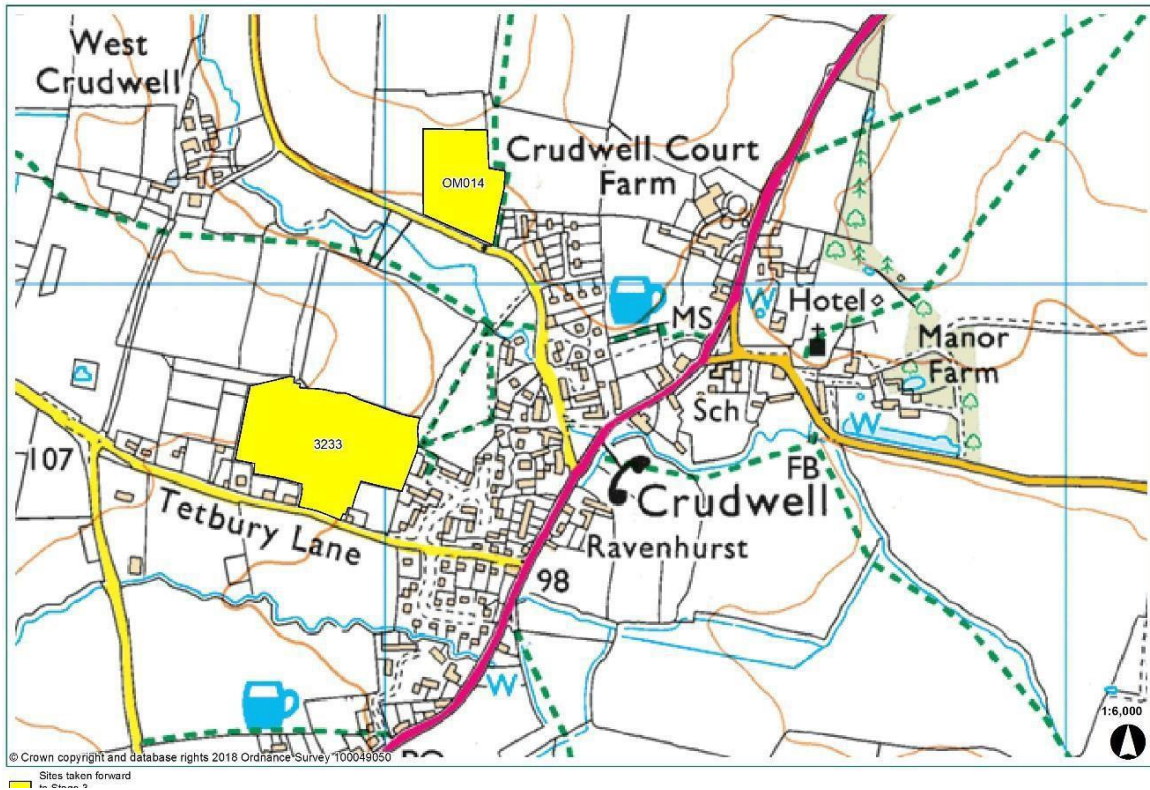 West
Crudwell
OM014
Crudwell Court
Farm
MS
W
Hotel
Manor
Farm
Sch
W
3233
107
Tetbury Lane
FB
Crudwell
Ravenhurst
98
W
1:6,000
© Crown copyright and database rights 2018 Ordnance Survey 100049050
Sites taken forward